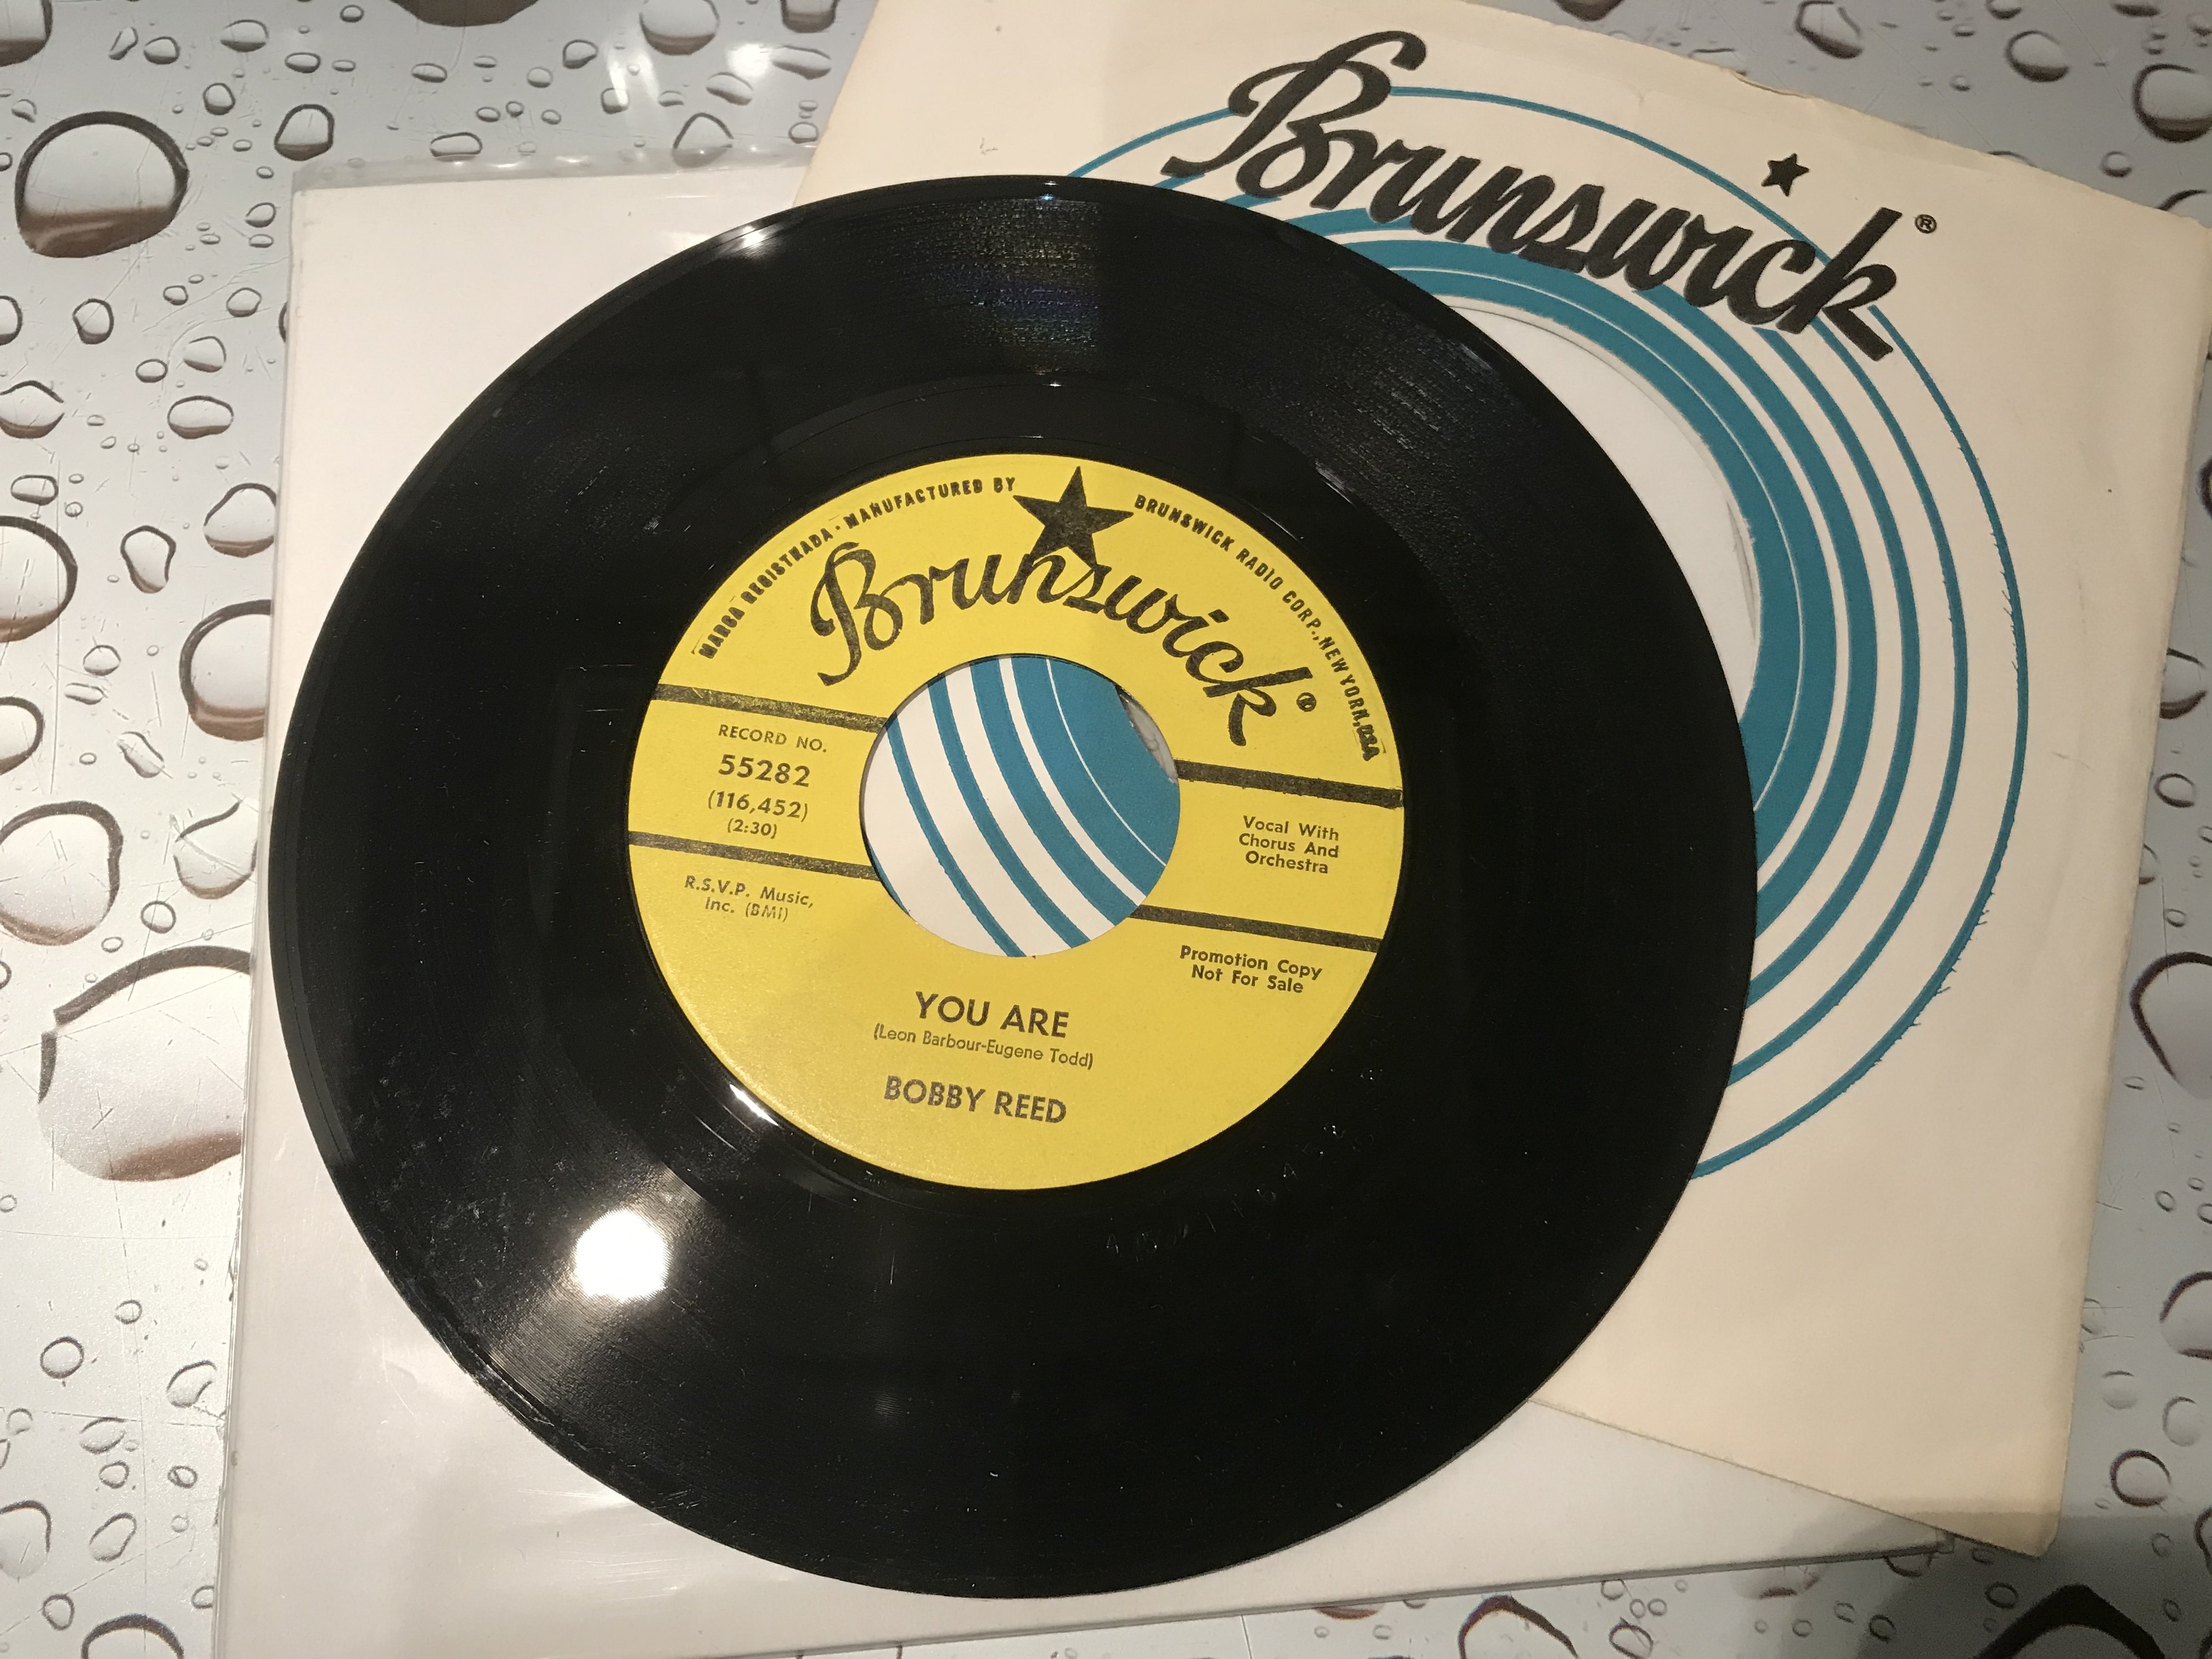 Brunswick®
MARCA REGISTRADA · MANUFACTURED BY BRUNSWICK RADIO CORP., NEW YORK, USA
Brunswick®
RECORD NO.
55282
(116,452)
(2:30)
Vocal With
Chorus And
Orchestra
R.S.V.P. Music,
Inc. (BMI)
Promotion Copy
Not For Sale
YOU ARE
(Leon Barbour-Eugene Todd)
BOBBY REED